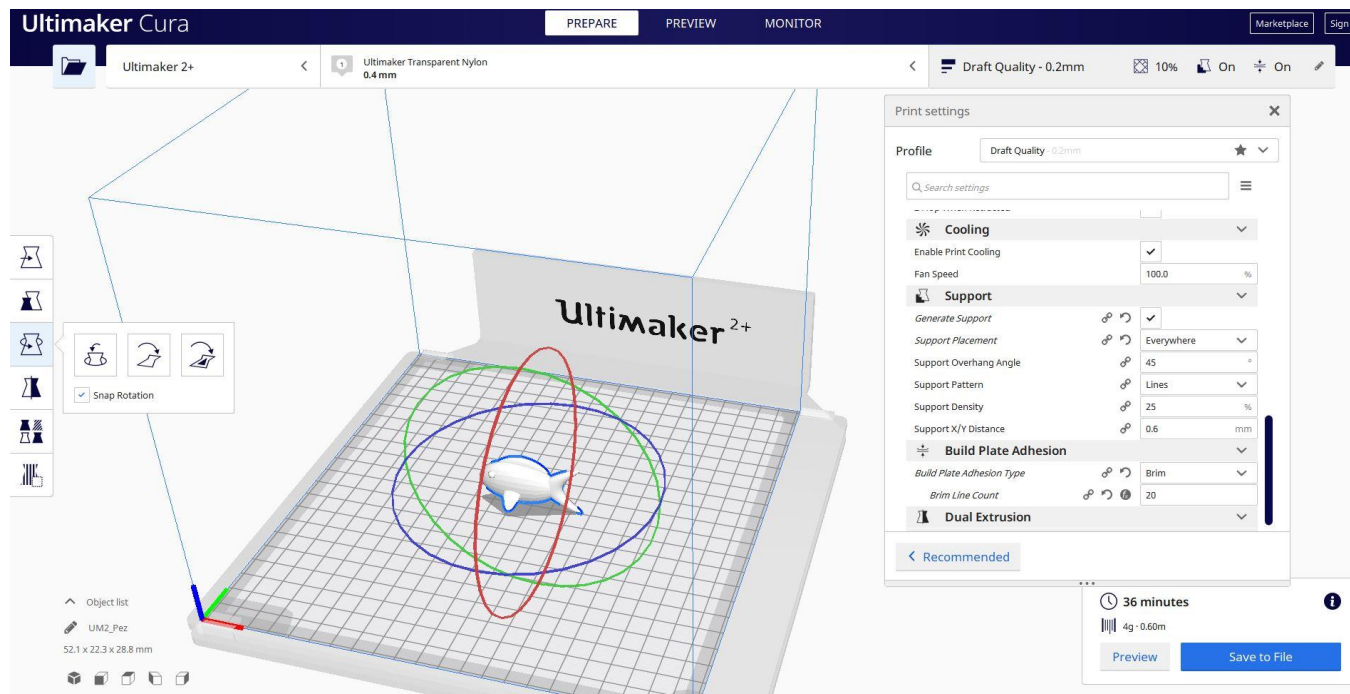 Ultimaker Cura
PREPARE
PREVIEW
MONITOR
Marketplace
Sign
Ultimaker 2+
1
Ultimaker Transparent Nylon
0.4 mm
Draft Quality - 0.2mm
10%
On
On
Print settings
Profile
Draft Quality - 0.2mm
Search settings
Cooling
Enable Print Cooling
Fan Speed 100.0 %
Support
Generate Support
Support Placement Everywhere
Support Overhang Angle 45 °
Support Pattern Lines
Support Density 25 %
Support X/Y Distance 0.6 mm
Build Plate Adhesion
Build Plate Adhesion Type Brim
Brim Line Count 20
Dual Extrusion
Recommended
Snap Rotation
Ultimaker 2+
Object list
UM2_Pez
52.1 x 22.3 x 28.8 mm
36 minutes
4g · 0.60m
Preview
Save to File